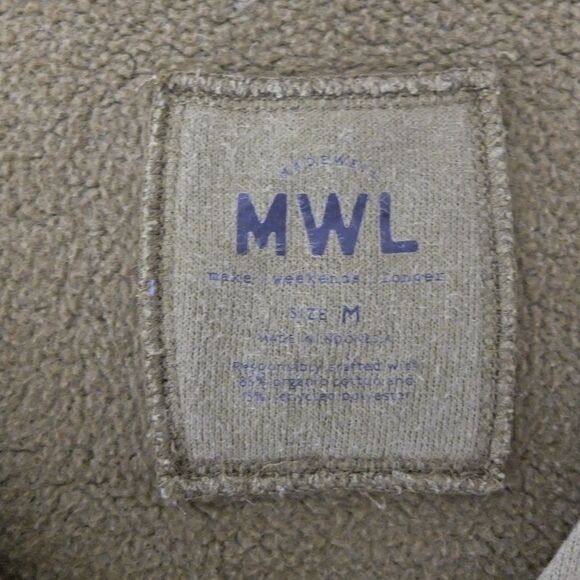 MADEWELL
MWL
make weekends longer
SIZE M
MADE IN INDONESIA
Responsibly crafted with
85% organic cotton and
15% recycled polyester